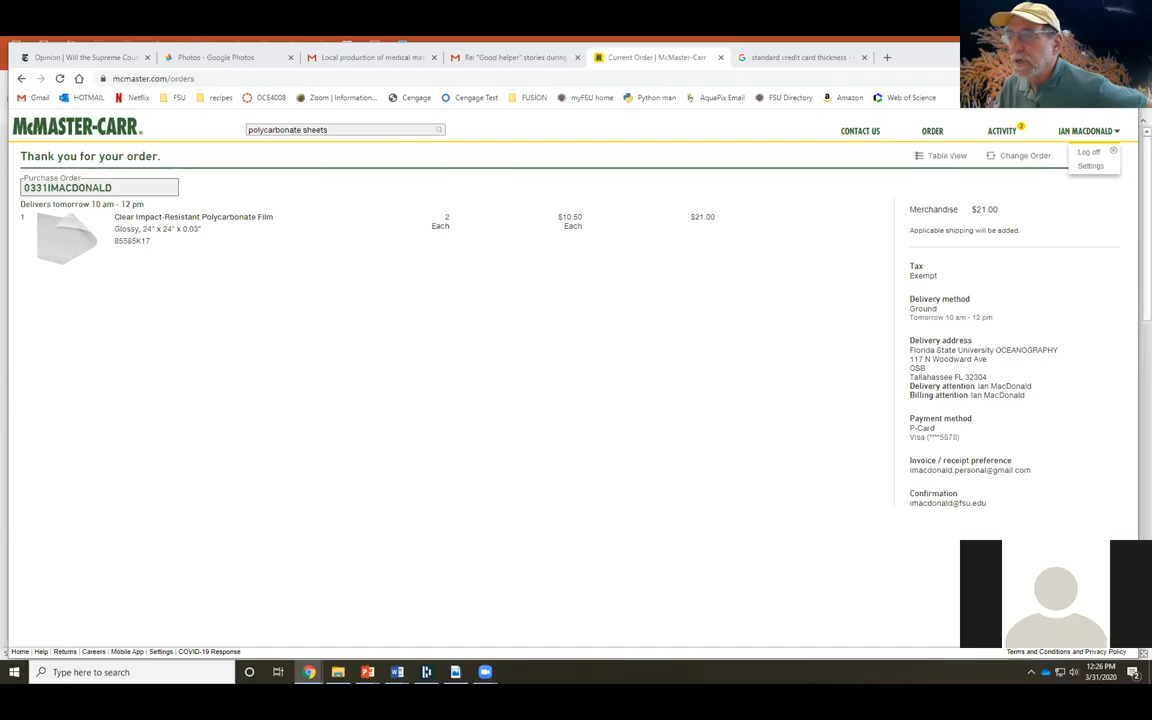 Opinion | Will the Supreme Cou
Photos - Google Photos
Local production of medical ma
Re: "Good helper" stories during
Current Order | McMaster-Carr
standard credit card thickness -
mcmaster.com/orders
Gmail
HOTMAIL
Netflix
FSU
recipes
OCE4008
Zoom | Information...
Cengage
Cengage Test
FUSION
myFSU home
Python man
AquaPix Email
FSU Directory
Amazon
Web of Science
McMASTER-CARR.
polycarbonate sheets
CONTACT US
ORDER
ACTIVITY
IAN MACDONALD
Thank you for your order.
Table View
Change Order
Log off
Settings
Purchase Order
0331IMACDONALD
Delivers tomorrow 10 am - 12 pm
1
Clear Impact-Resistant Polycarbonate Film
2
$10.50
$21.00
Glossy, 24" x 24" x 0.03"
Each
Each
85585K17
Merchandise $21.00
Applicable shipping will be added.
Tax
Exempt
Delivery method
Ground
Tomorrow 10 am - 12 pm
Delivery address
Florida State University OCEANOGRAPHY
117 N Woodward Ave
OSB
Tallahassee FL 32304
Delivery attention Ian MacDonald
Billing attention Ian MacDonald
Payment method
P-Card
Visa (****5878)
Invoice / receipt preference
imacdonald.personal@gmail.com
Confirmation
imacdonald@fsu.edu
Home | Help | Returns | Careers | Mobile App | Settings | COVID-19 Response
Terms and Conditions and Privacy Policy
Type here to search
12:26 PM
3/31/2020